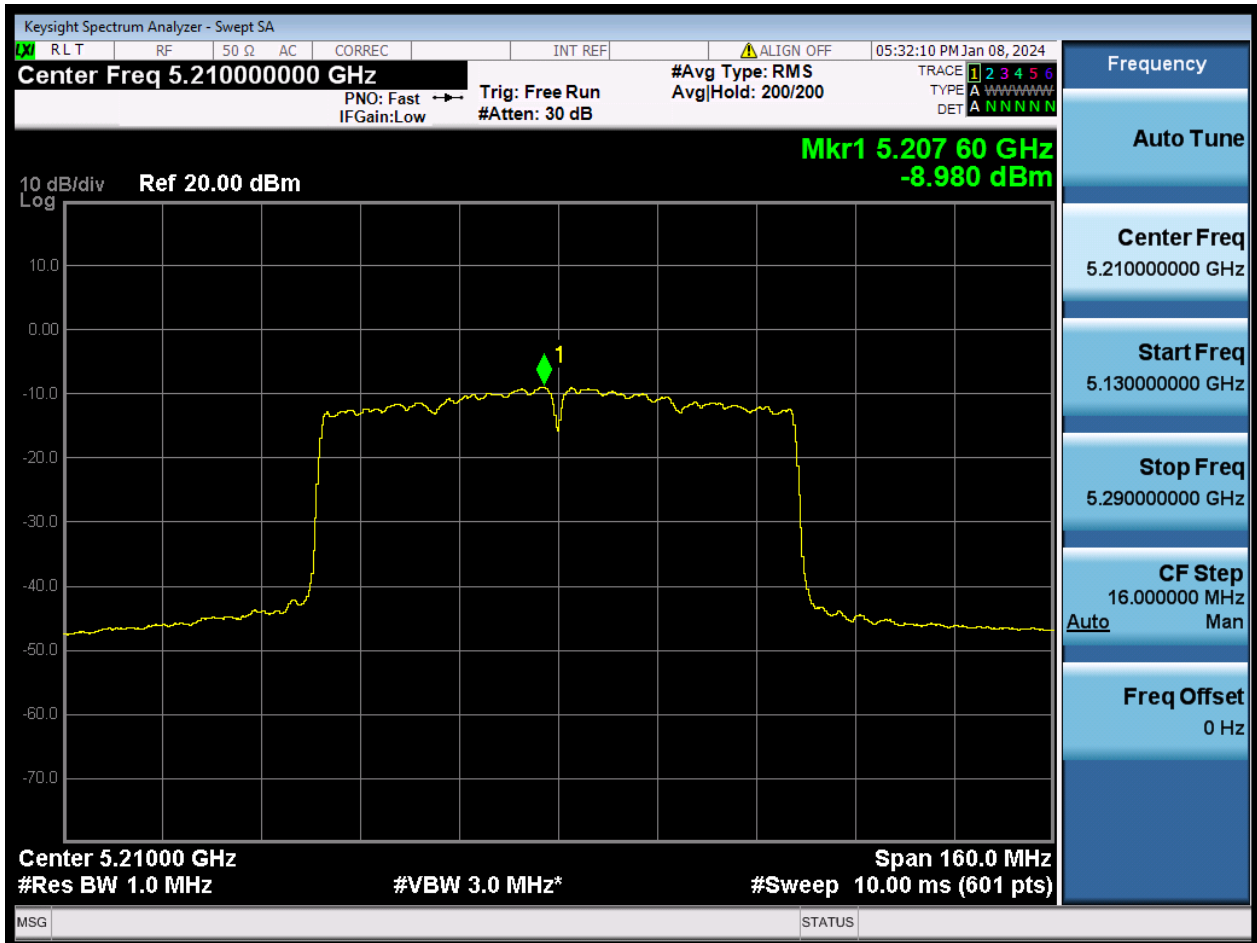 Keysight Spectrum Analyzer - Swept SA
LXI RLT RF 50 Ω AC CORREC INT REF ALIGN OFF 05:32:10 PM Jan 08, 2024
Center Freq 5.210000000 GHz
PNO: Fast
IFGain:Low
Trig: Free Run
#Atten: 30 dB
#Avg Type: RMS
Avg|Hold: 200/200
TRACE 1 2 3 4 5 6
TYPE A WWWWW
DET A N N N N N
Mkr1 5.207 60 GHz
-8.980 dBm
10 dB/div Ref 20.00 dBm
Log
10.0
0.00
1
-10.0
-20.0
-30.0
-40.0
-50.0
-60.0
-70.0
Center 5.21000 GHz Span 160.0 MHz
#Res BW 1.0 MHz #VBW 3.0 MHz* #Sweep 10.00 ms (601 pts)
MSG STATUS
Frequency
Auto Tune
Center Freq
5.210000000 GHz
Start Freq
5.130000000 GHz
Stop Freq
5.290000000 GHz
CF Step
16.000000 MHz
Auto Man
Freq Offset
0 Hz